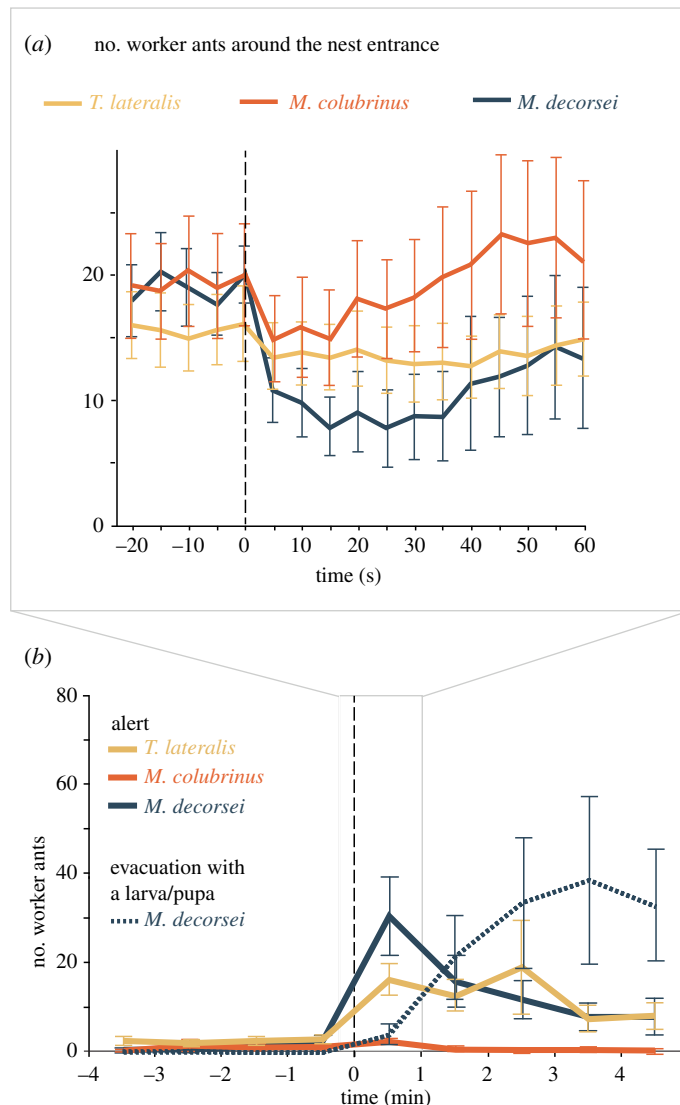 (a) no. worker ants around the nest entrance
T. lateralis M. colubrinus M. decorsei
20
10
0
–20 –10 0 10 20 30 40 50 60
time (s)
(b)
80
alert
T. lateralis
M. colubrinus
60
M. decorsei
evacuation with
a larva/pupa
40
M. decorsei
no. worker ants
20
0
–4 –3 –2 –1 0 1 2 3 4
time (min)